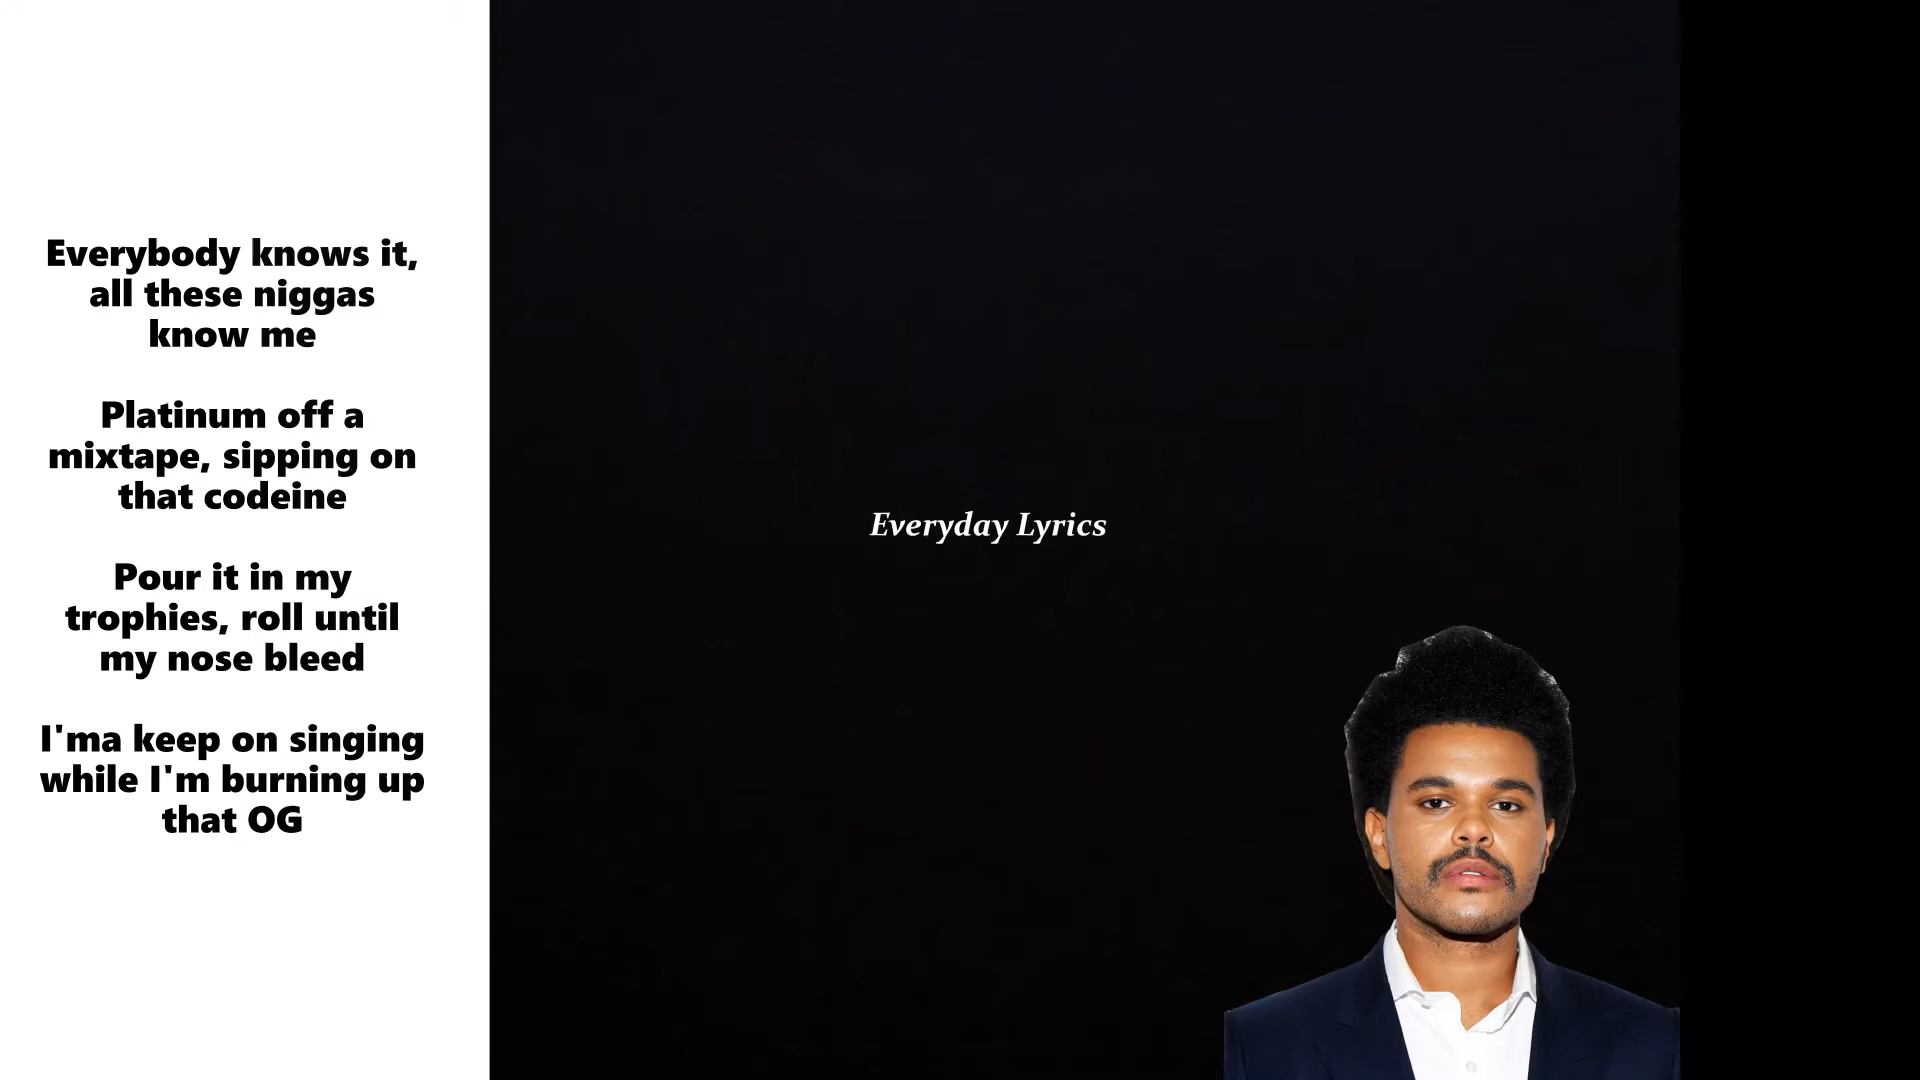 Everybody knows it,
all these niggas
know me
Platinum off a
mixtape, sipping on
that codeine
Pour it in my
trophies, roll until
my nose bleed
I'ma keep on singing
while I'm burning up
that OG
Everyday Lyrics